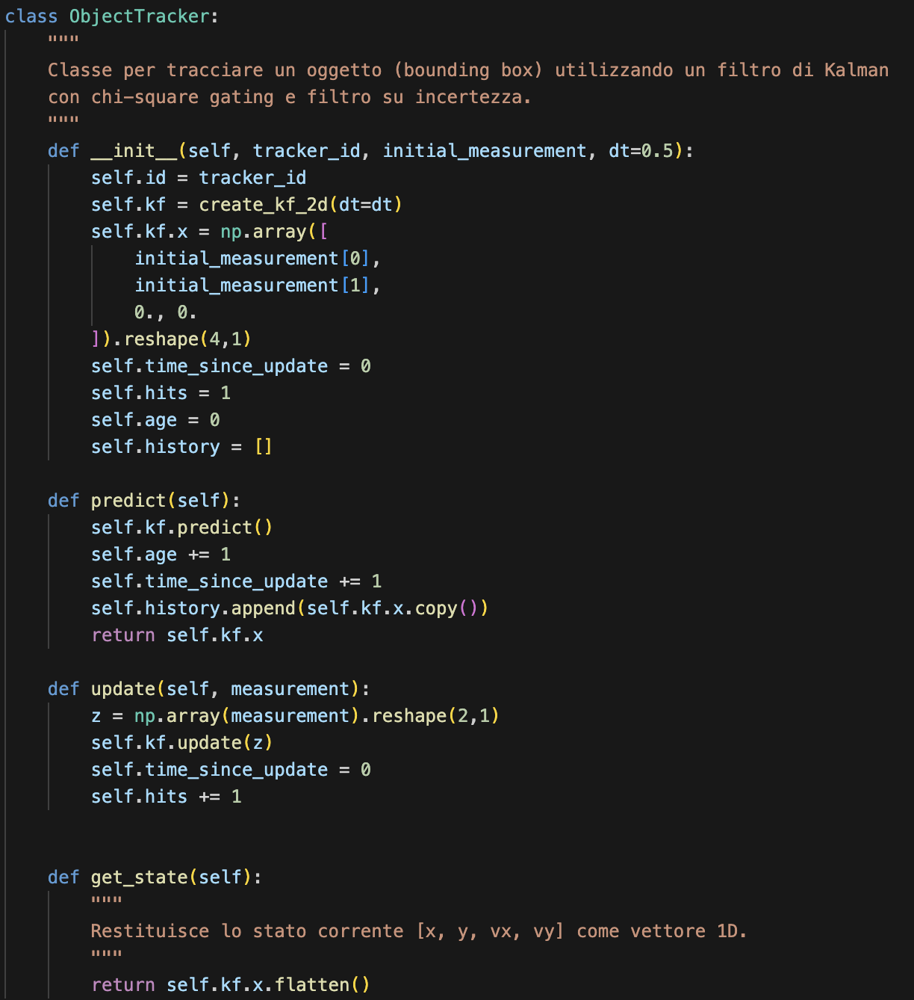 class ObjectTracker:
    """
    Classe per tracciare un oggetto (bounding box) utilizzando un filtro di Kalman
    con chi-square gating e filtro su incertezza.
    """
    def __init__(self, tracker_id, initial_measurement, dt=0.5):
        self.id = tracker_id
        self.kf = create_kf_2d(dt=dt)
        self.kf.x = np.array([
            initial_measurement[0],
            initial_measurement[1],
            0., 0.
        ]).reshape(4,1)
        self.time_since_update = 0
        self.hits = 1
        self.age = 0
        self.history = []

    def predict(self):
        self.kf.predict()
        self.age += 1
        self.time_since_update += 1
        self.history.append(self.kf.x.copy())
        return self.kf.x

    def update(self, measurement):
        z = np.array(measurement).reshape(2,1)
        self.kf.update(z)
        self.time_since_update = 0
        self.hits += 1


    def get_state(self):
        """
        Restituisce lo stato corrente [x, y, vx, vy] come vettore 1D.
        """
        return self.kf.x.flatten()